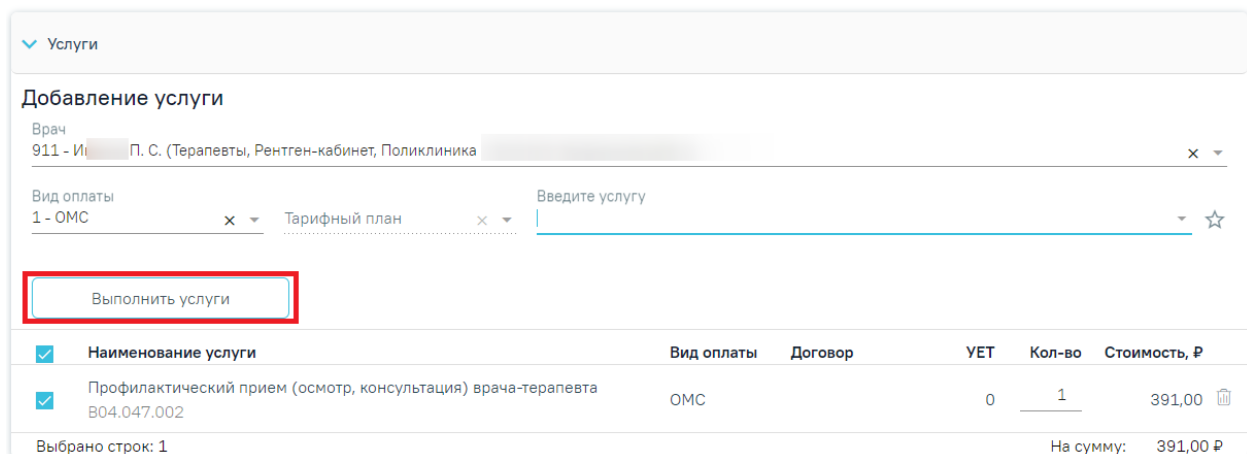 Услуги
Добавление услуги
Врач
911 - П. С. (Терапевты, Рентген-кабинет, Поликлиника
Вид оплаты Введите услугу
1 - ОМС Тарифный план
Выполнить услуги
Наименование услуги Вид оплаты Договор УЕТ Кол-во Стоимость, ₽
Профилактический прием (осмотр, консультация) врача-терапевта ОМС 0 1 391,00
B04.047.002
Выбрано строк: 1 На сумму: 391,00 ₽